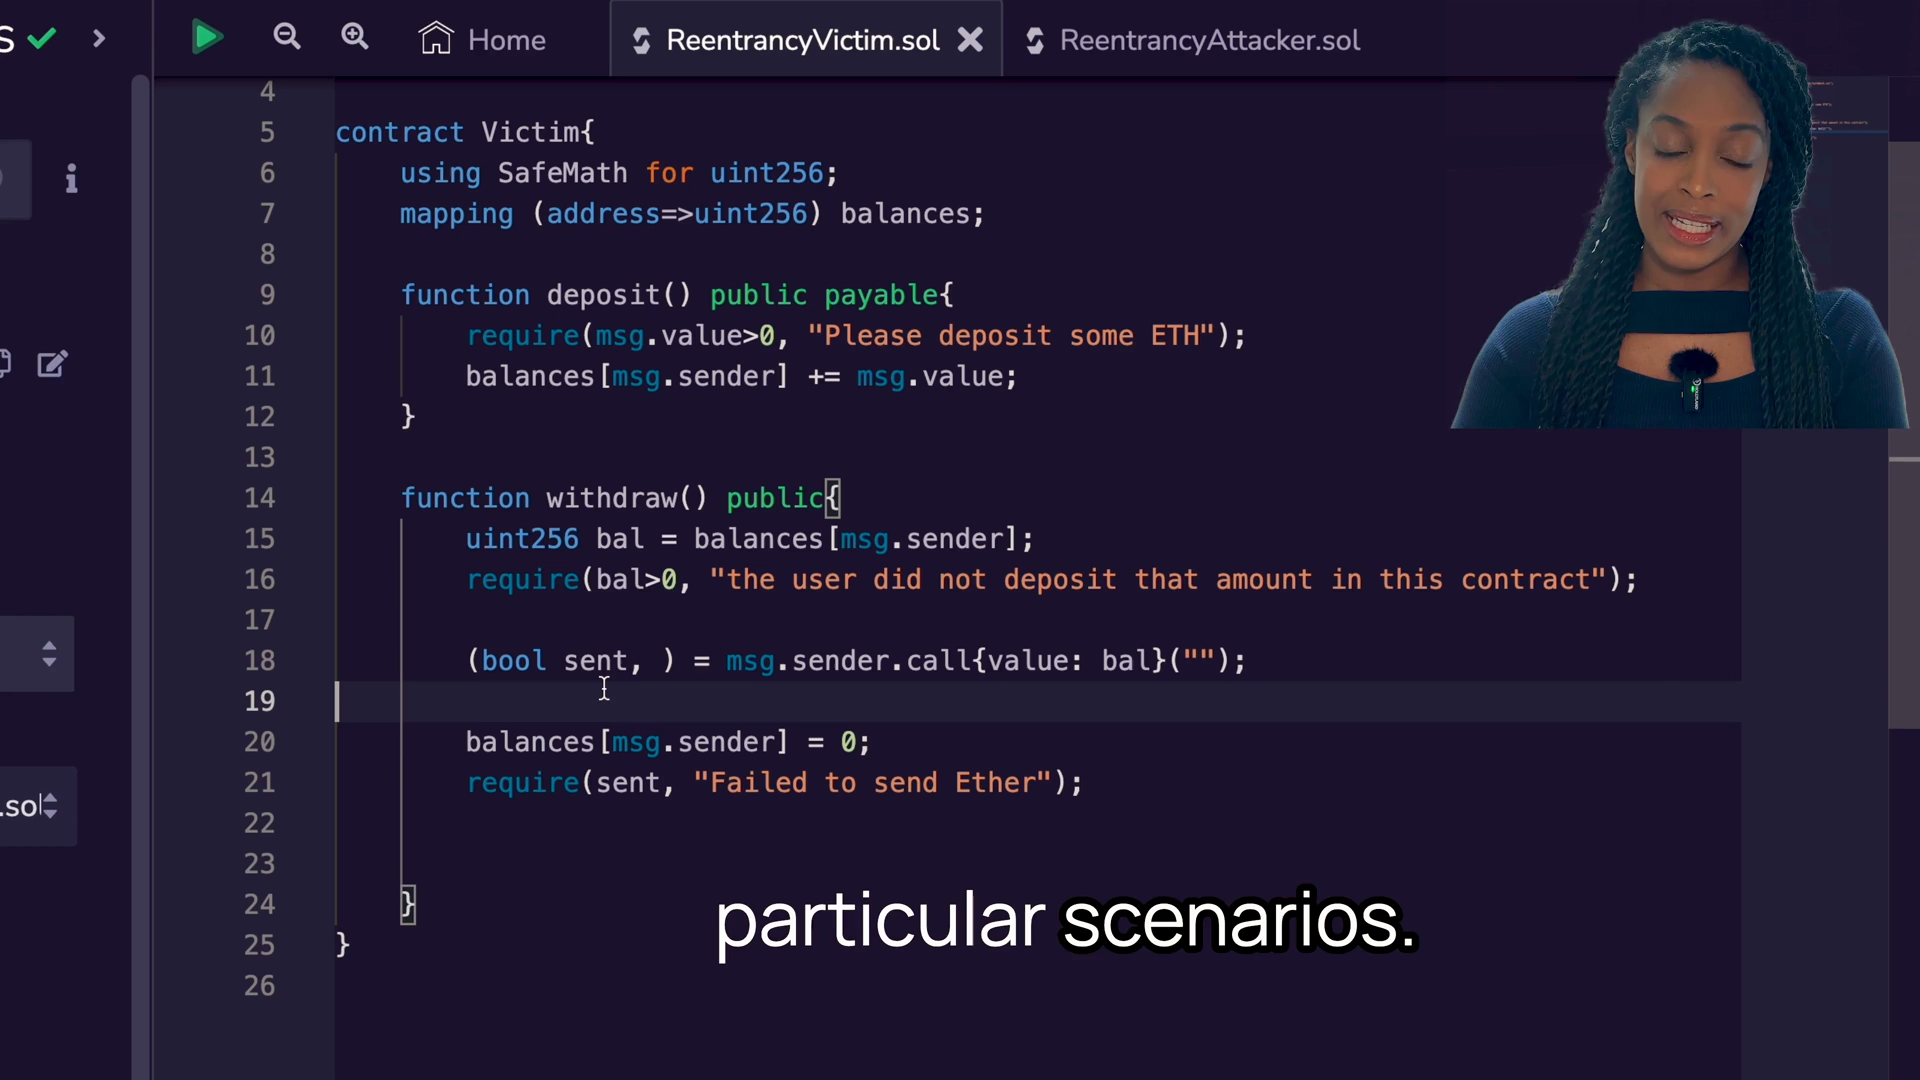 S
Home
ReentrancyVictim.sol
ReentrancyAttacker.sol
4
5 contract Victim{
6 using SafeMath for uint256;
7 mapping (address=>uint256) balances;
8
9 function deposit() public payable{
10 require(msg.value>0, "Please deposit some ETH");
11 balances[msg.sender] += msg.value;
12 }
13
14 function withdraw() public{
15 uint256 bal = balances[msg.sender];
16 require(bal>0, "the user did not deposit that amount in this contract");
17
18 (bool sent, ) = msg.sender.call{value: bal}("");
19
20 balances[msg.sender] = 0;
21 require(sent, "Failed to send Ether");
.sol
22
23
24 }
particular scenarios.
25 }
26